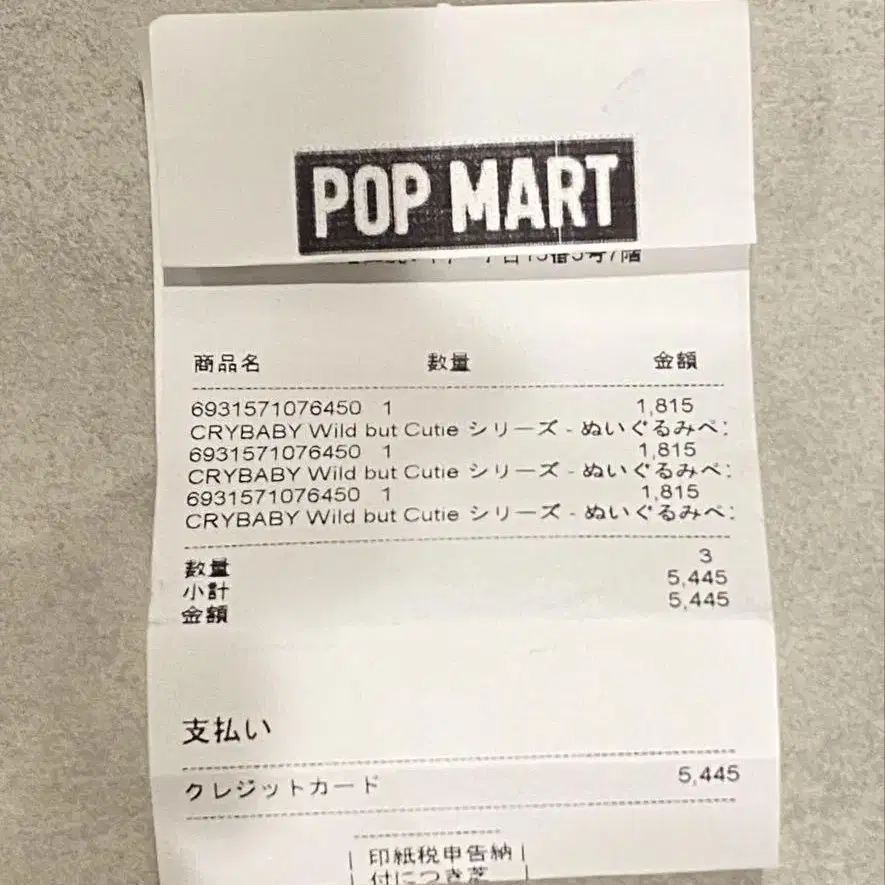 POP MART
商品名 数量 金額
6931571076450 1 1,815
CRYBABY Wild but Cutie シリーズ - ぬいぐるみペ
6931571076450 1 1,815
CRYBABY Wild but Cutie シリーズ - ぬいぐるみペ
6931571076450 1 1,815
CRYBABY Wild but Cutie シリーズ - ぬいぐるみペ
数量 3
小計 5,445
金額 5,445
支払い
クレジットカード 5,445
印紙税申告納
付につき芝